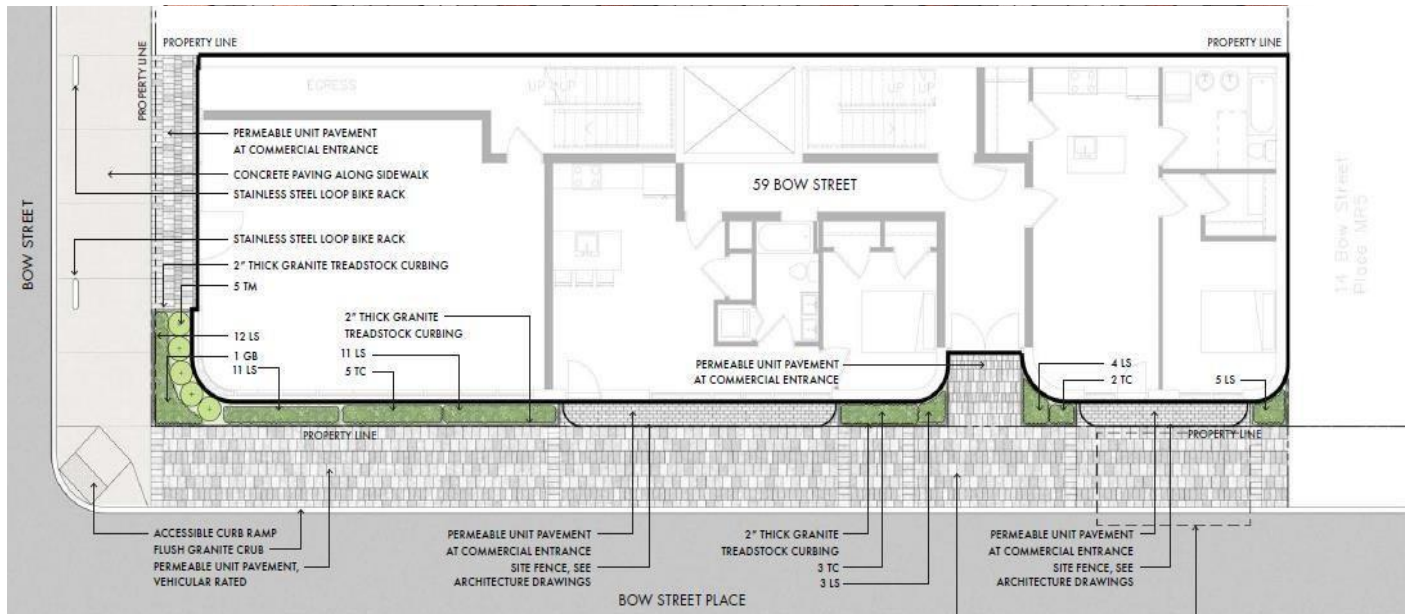 PROPERTY LINE
PROPERTY LINE
PROPERTY LINE
EGRESS
UP
UP
UP
UP
PERMEABLE UNIT PAVEMENT
AT COMMERCIAL ENTRANCE
CONCRETE PAVING ALONG SIDEWALK
STAINLESS STEEL LOOP BIKE RACK
59 BOW STREET
14 Bow Street
Place MR5
BOW STREET
STAINLESS STEEL LOOP BIKE RACK
2" THICK GRANITE TREADSTOCK CURBING
5 TM
12 LS
1 GB
11 LS
2" THICK GRANITE
TREADSTOCK CURBING
11 LS
5 TC
PERMEABLE UNIT PAVEMENT
AT COMMERCIAL ENTRANCE
4 LS
2 TC
5 LS
PROPERTY LINE
PROPERTY LINE
ACCESSIBLE CURB RAMP
FLUSH GRANITE CRUB
PERMEABLE UNIT PAVEMENT,
VEHICULAR RATED
PERMEABLE UNIT PAVEMENT
AT COMMERCIAL ENTRANCE
SITE FENCE, SEE
ARCHITECTURE DRAWINGS
2" THICK GRANITE
TREADSTOCK CURBING
3 TC
3 LS
PERMEABLE UNIT PAVEMENT
AT COMMERCIAL ENTRANCE
SITE FENCE, SEE
ARCHITECTURE DRAWINGS
BOW STREET PLACE